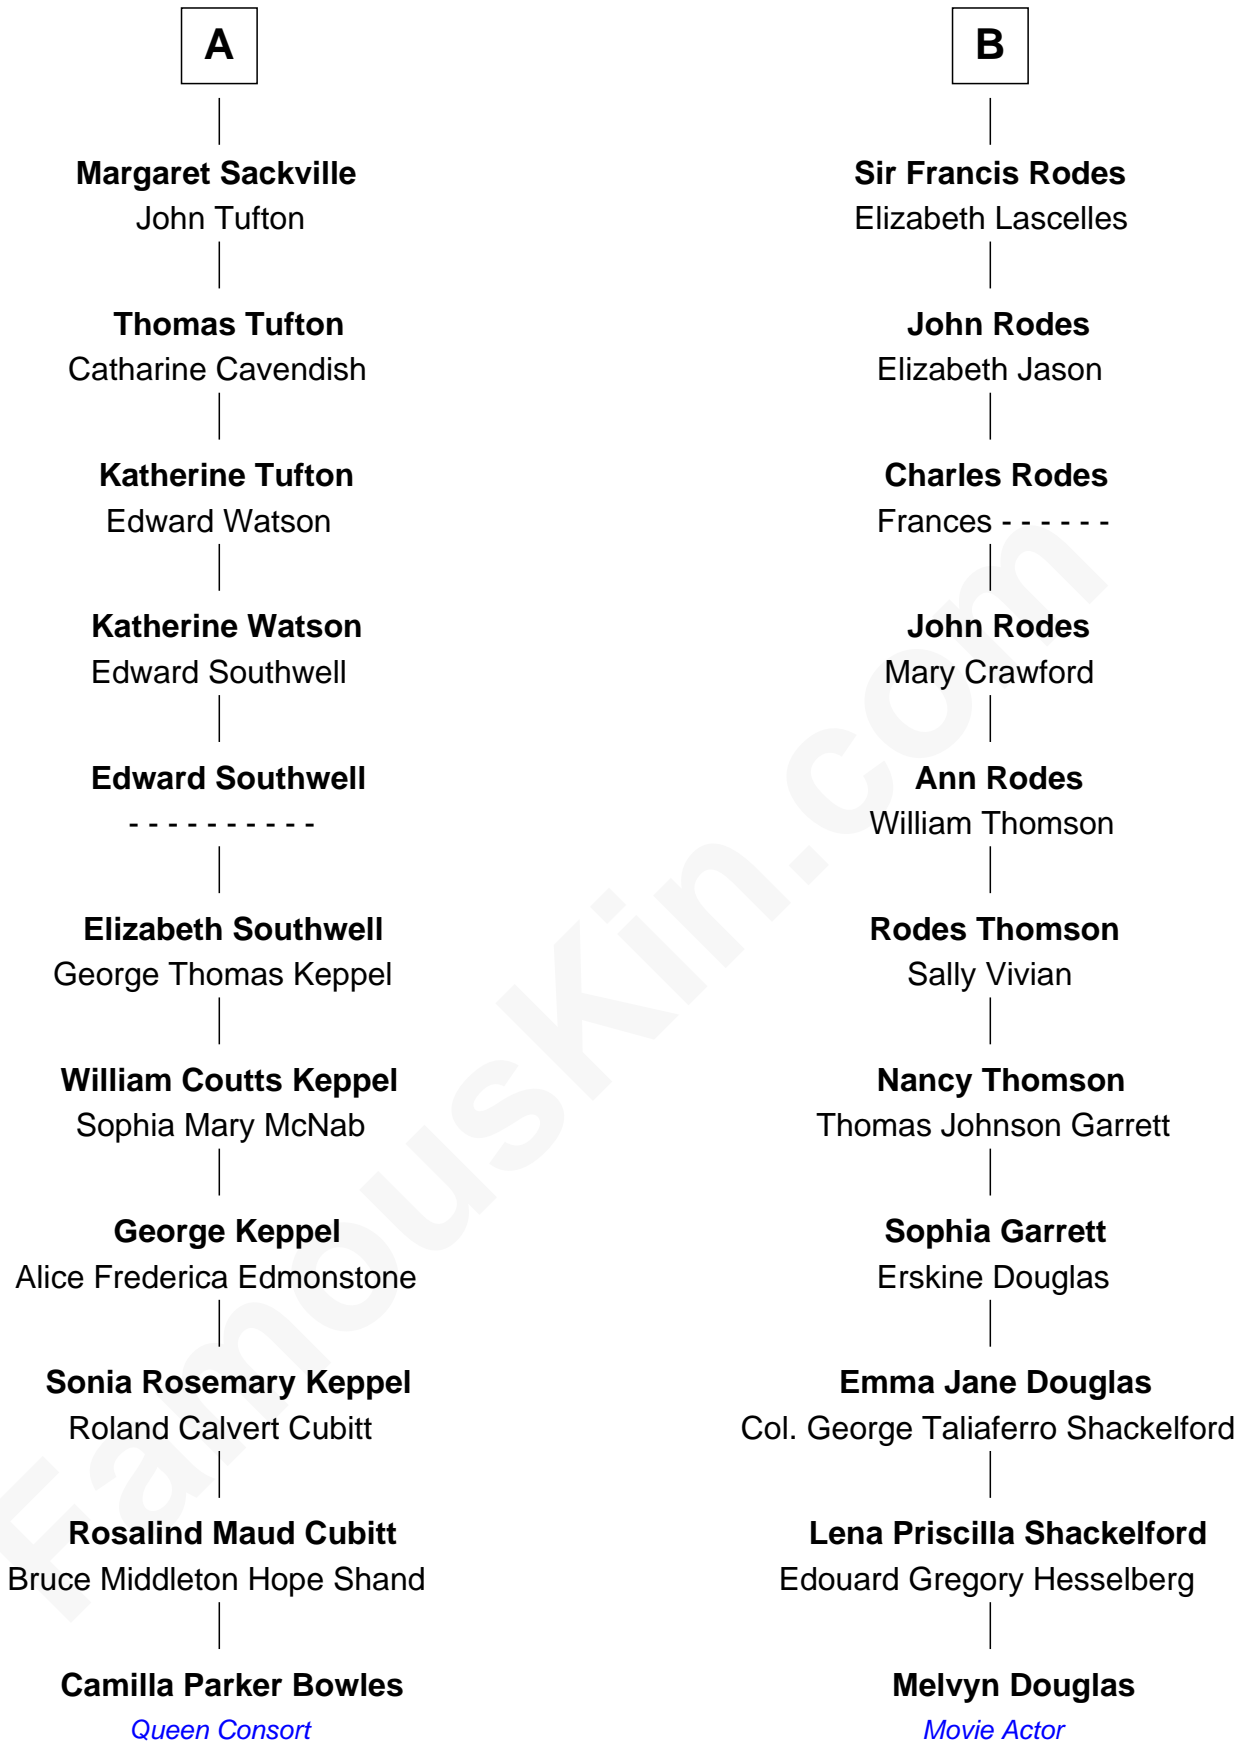 A
Margaret Sackville
John Tufton
Thomas Tufton
Catharine Cavendish
Katherine Tufton
Edward Watson
Katherine Watson
Edward Southwell
Edward Southwell
- - - - - - - - - -
Elizabeth Southwell
George Thomas Keppel
William Coutts Keppel
Sophia Mary McNab
George Keppel
Alice Frederica Edmonstone
Sonia Rosemary Keppel
Roland Calvert Cubitt
Rosalind Maud Cubitt
Bruce Middleton Hope Shand
Camilla Parker Bowles
Queen Consort
B
Sir Francis Rodes
Elizabeth Lascelles
John Rodes
Elizabeth Jason
Charles Rodes
Frances - - - - - -
John Rodes
Mary Crawford
Ann Rodes
William Thomson
Rodes Thomson
Sally Vivian
Nancy Thomson
Thomas Johnson Garrett
Sophia Garrett
Erskine Douglas
Emma Jane Douglas
Col. George Taliaferro Shackelford
Lena Priscilla Shackelford
Edouard Gregory Hesselberg
Melvyn Douglas
Movie Actor
FamousKin.com